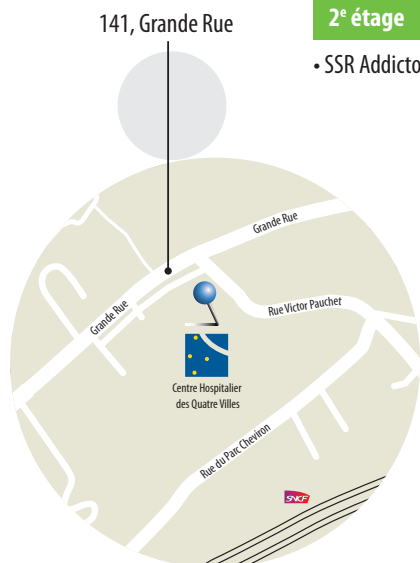 141, Grande Rue
2e étage
• SSR Addicto
Grande Rue
Grande Rue
Rue Victor Pauchet
Centre Hospitalier
des Quatre Villes
Rue du Parc Cheviron
SNCF